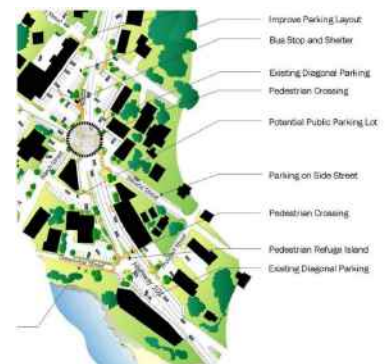 Improve Parking Layout
Bus Stop and Shelter
Existing Diagonal Parking
Pedestrian Crossing
Potential Public Parking Lot
Parking on Side Street
Pedestrian Crossing
Pedestrian Refuge Island
Existing Diagonal Parking